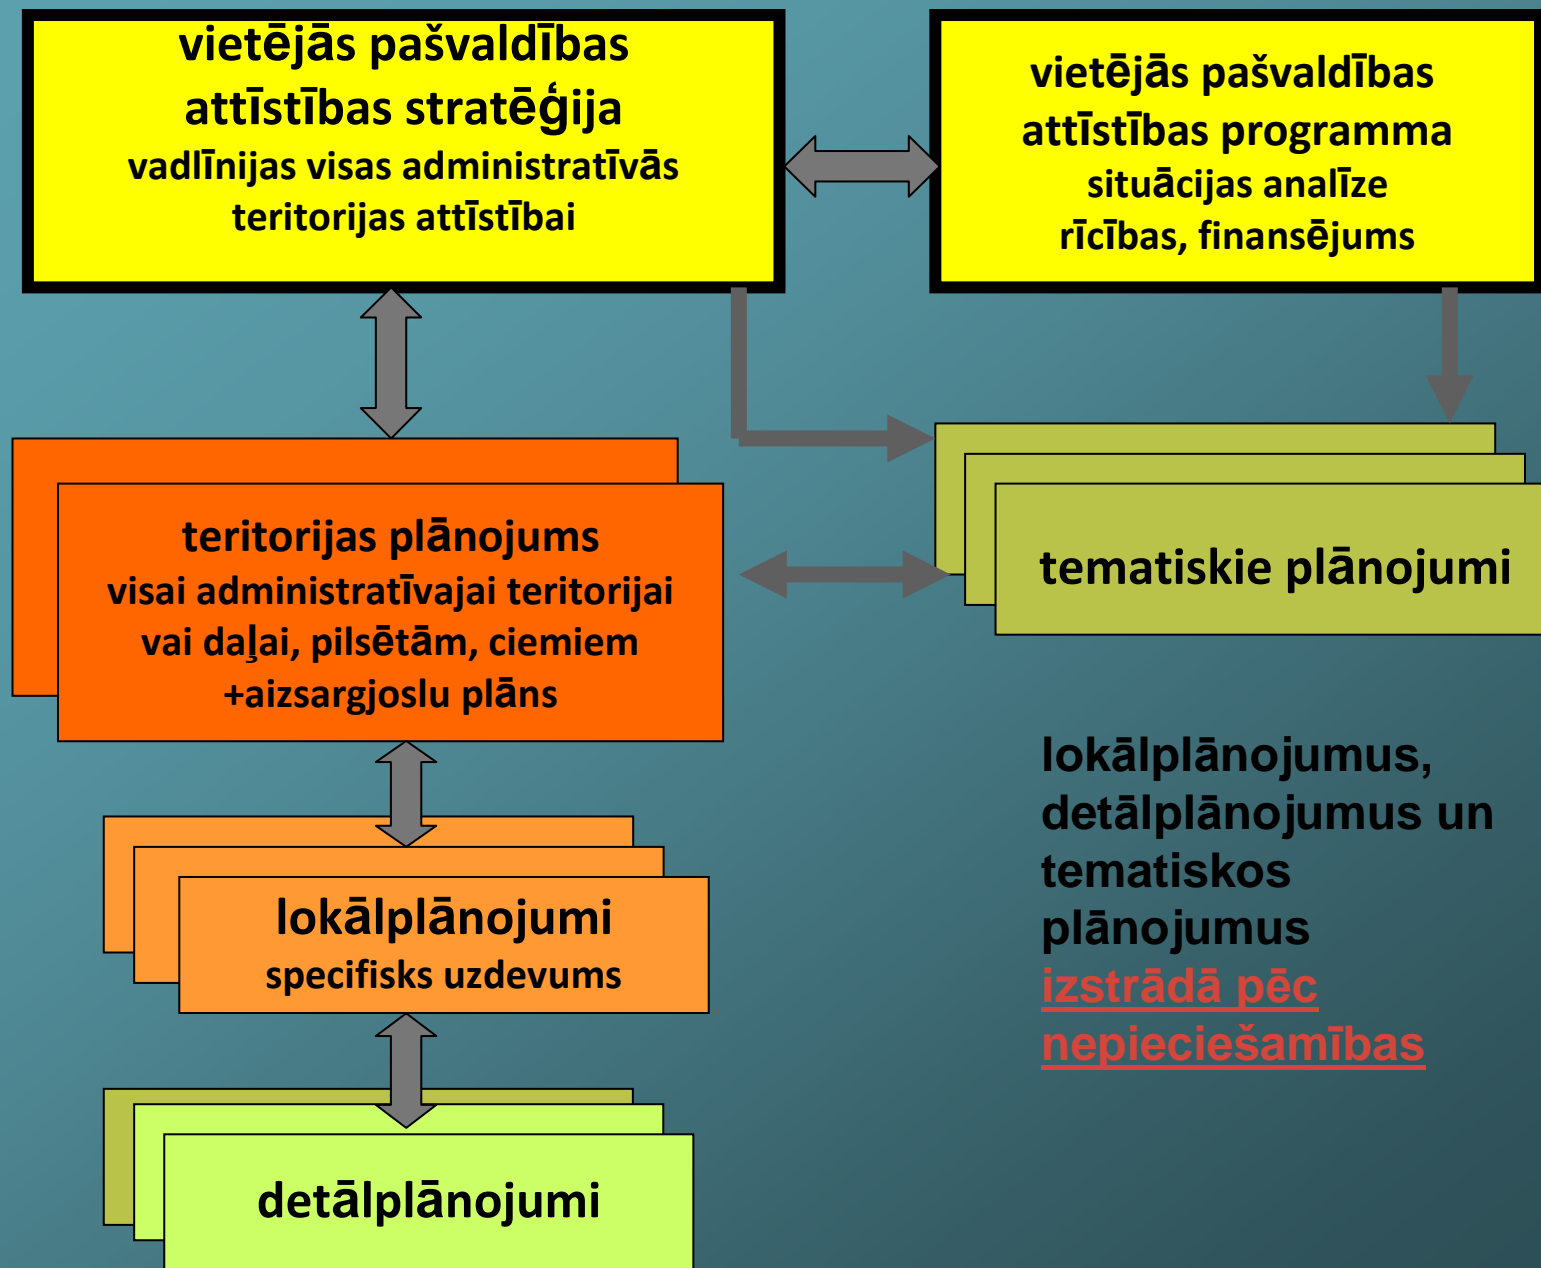 vietējās pašvaldības
attīstības stratēģija
vadlīnijas visas administratīvās
teritorijas attīstībai
vietējās pašvaldības
attīstības programma
situācijas analīze
rīcības, finansējums
teritorijas plānojums
visai administratīvajai teritorijai
vai daļai, pilsētām, ciemiem
+aizsargjoslu plāns
tematiskie plānojumi
lokālplānojumi
specifisks uzdevums
detālplānojumi
lokālplānojumus,
detālplānojumus un
tematiskos
plānojumus
izstrādā pēc
nepieciešamības